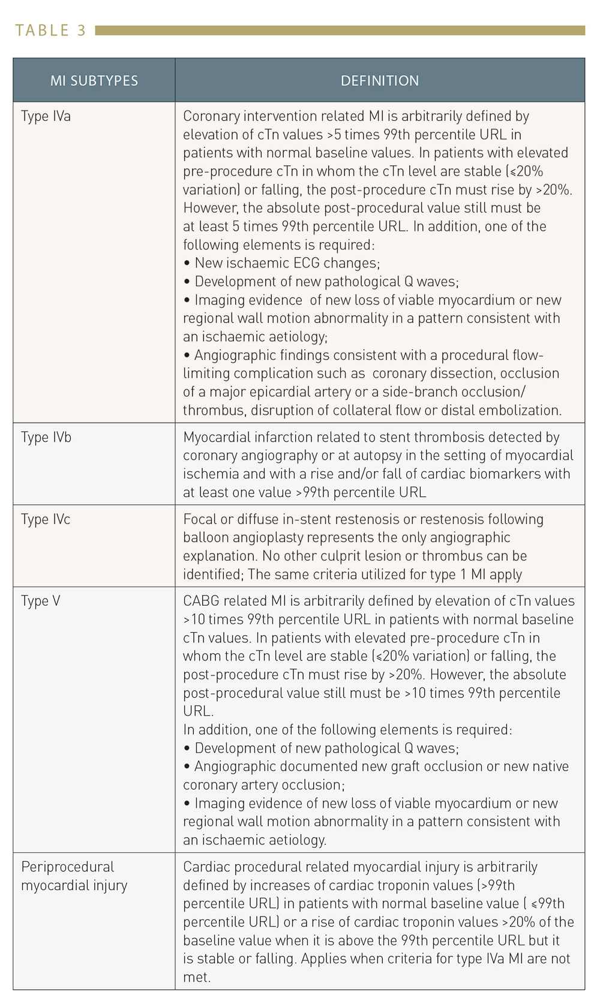 TABLE 3
MI SUBTYPES
DEFINITION
Type IVa
Coronary intervention related MI is arbitrarily defined by
elevation of cTn values >5 times 99th percentile URL in
patients with normal baseline values. In patients with elevated
pre-procedure cTn in whom the cTn level are stable (≤20%
variation) or falling, the post-procedure cTn must rise by >20%.
However, the absolute post-procedural value still must be
at least 5 times 99th percentile URL. In addition, one of the
following elements is required:
• New ischaemic ECG changes;
• Development of new pathological Q waves;
• Imaging evidence of new loss of viable myocardium or new
regional wall motion abnormality in a pattern consistent with
an ischaemic aetiology;
• Angiographic findings consistent with a procedural flow-
limiting complication such as coronary dissection, occlusion
of a major epicardial artery or a side-branch occlusion/
thrombus, disruption of collateral flow or distal embolization.
Type IVb
Myocardial infarction related to stent thrombosis detected by
coronary angiography or at autopsy in the setting of myocardial
ischemia and with a rise and/or fall of cardiac biomarkers with
at least one value >99th percentile URL
Type IVc
Focal or diffuse in-stent restenosis or restenosis following
balloon angioplasty represents the only angiographic
explanation. No other culprit lesion or thrombus can be
identified; The same criteria utilized for type 1 MI apply
Type V
CABG related MI is arbitrarily defined by elevation of cTn values
>10 times 99th percentile URL in patients with normal baseline
cTn values. In patients with elevated pre-procedure cTn in
whom the cTn level are stable (≤20% variation) or falling, the
post-procedure cTn must rise by >20%. However, the absolute
post-procedural value still must be >10 times 99th percentile
URL.
In addition, one of the following elements is required:
• Development of new pathological Q waves;
• Angiographic documented new graft occlusion or new native
coronary artery occlusion;
• Imaging evidence of new loss of viable myocardium or new
regional wall motion abnormality in a pattern consistent with
an ischaemic aetiology.
Periprocedural
myocardial injury
Cardiac procedural related myocardial injury is arbitrarily
defined by increases of cardiac troponin values (>99th
percentile URL) in patients with normal baseline value ( ≤99th
percentile URL) or a rise of cardiac troponin values >20% of the
baseline value when it is above the 99th percentile URL but it
is stable or falling. Applies when criteria for type IVa MI are not
met.